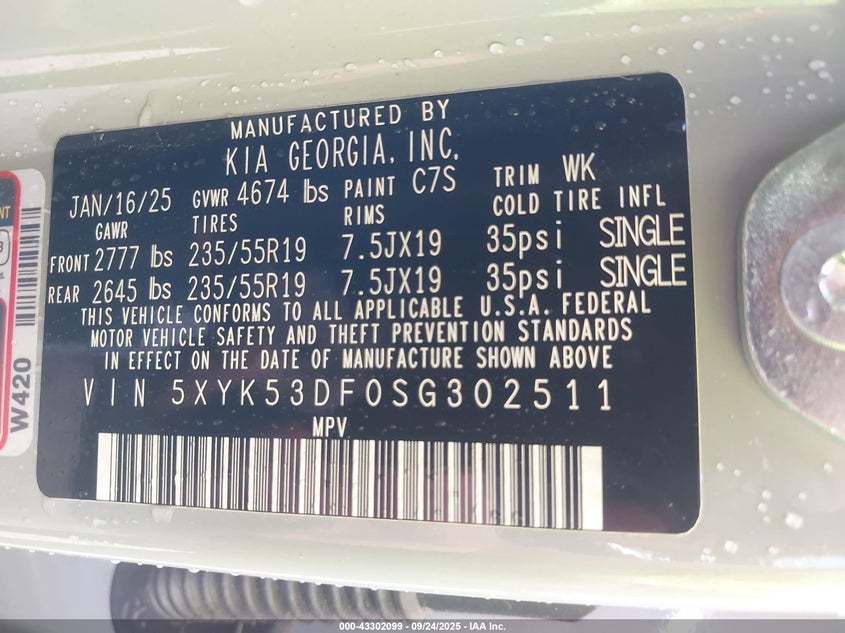 MANUFACTURED BY
KIA GEORGIA, INC.
JAN/16/25 GVWR 4674 lbs PAINT C7S TRIM WK
GAWR TIRES RIMS COLD TIRE INFL
FRONT 2777 lbs 235/55R19 7.5JX19 35psi SINGLE
REAR 2645 lbs 235/55R19 7.5JX19 35psi SINGLE
THIS VEHICLE CONFORMS TO ALL APPLICABLE U.S.A. FEDERAL
MOTOR VEHICLE SAFETY AND THEFT PREVENTION STANDARDS
IN EFFECT ON THE DATE OF MANUFACTURE SHOWN ABOVE
VIN 5XYK53DF0SG302511
MPV
W420
000-43302099 - 09/24/2025 - IAA Inc.